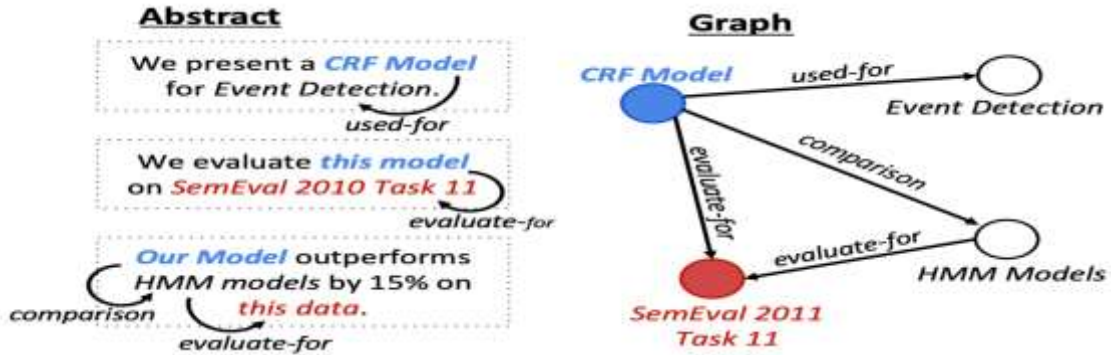 Abstract
We present a CRF Model
for Event Detection.
used-for
We evaluate this model
on SemEval 2010 Task 11
evaluate-for
Our Model outperforms
HMM models by 15% on
this data.
comparison
evaluate-for
Graph
CRF Model
used-for
Event Detection
comparison
evaluate-for
evaluate-for
HMM Models
SemEval 2011
Task 11